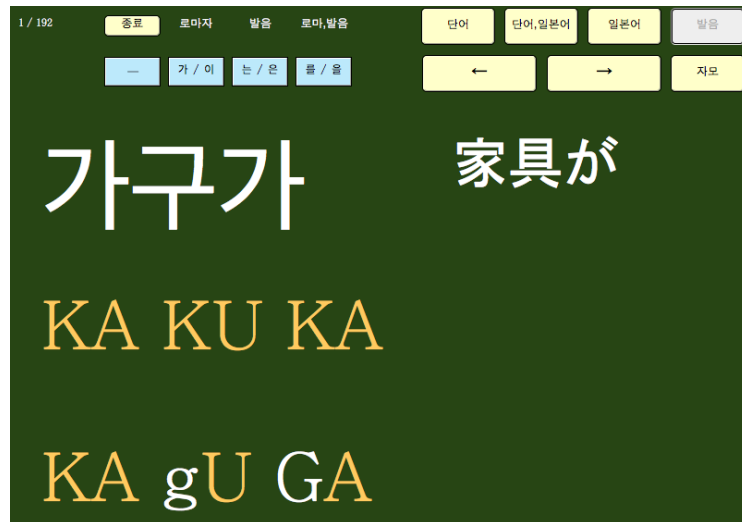 1 / 192 종료 로마자 발음 로마,발음 단어 단어,일본어 일본어 발음
— 가 / 이 는 / 은 를 / 을 ← → 자모
가구가 家具が
KA KU KA
KA gU GA